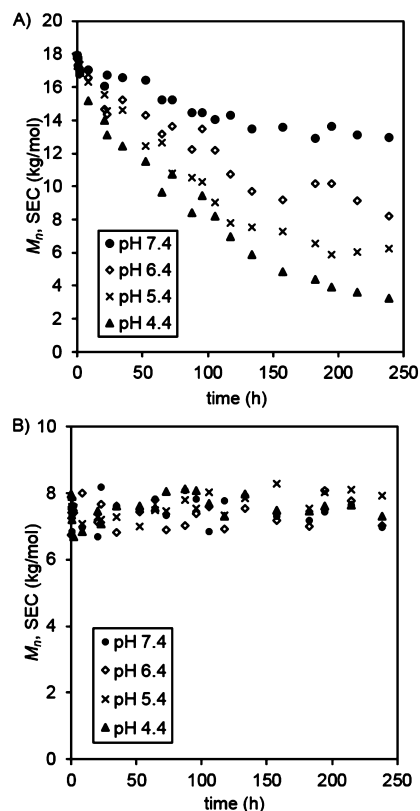 A)
20
18
16
14
12
10
8
6
4
2
0
Mn, SEC (kg/mol)
pH 7.4
pH 6.4
pH 5.4
pH 4.4
0 50 100 150 200 250
time (h)
B)
10
8
6
4
2
0
Mn, SEC (kg/mol)
pH 7.4
pH 6.4
pH 5.4
pH 4.4
0 50 100 150 200 250
time (h)